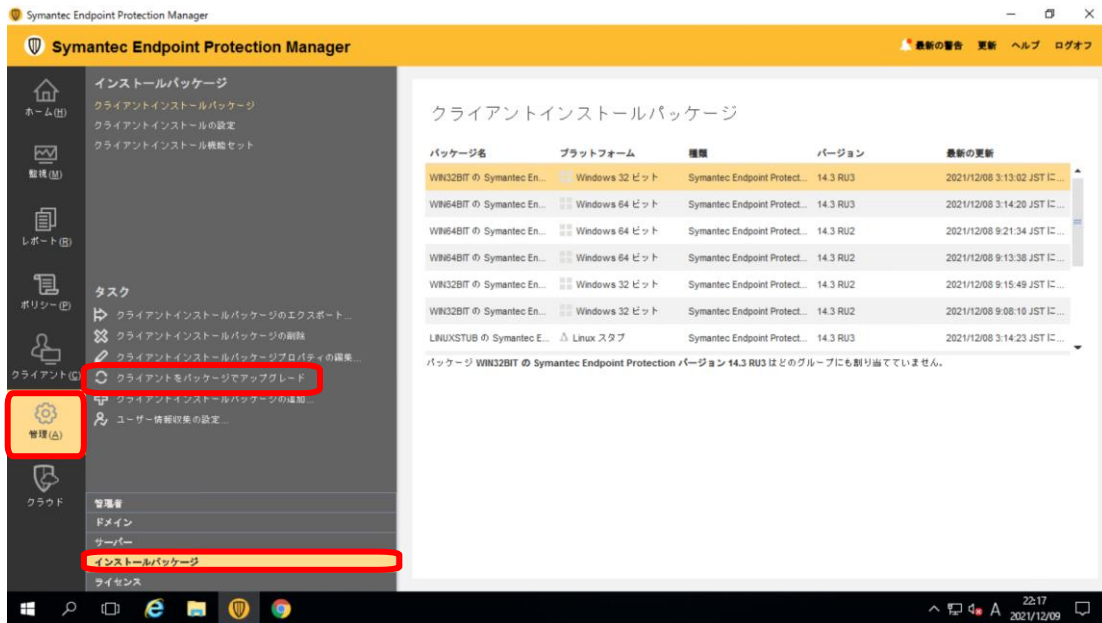 Symantec Endpoint Protection Manager
Symantec Endpoint Protection Manager
最新の警告 更新 ヘルプ ログオフ
ホーム(H)
監視(M)
レポート(R)
ポリシー(P)
クライアント(C)
管理(A)
クラウド
インストールパッケージ
クライアントインストールパッケージ
クライアントインストールの設定
クライアントインストール機能セット
タスク
クライアントインストールパッケージのエクスポート...
クライアントインストールパッケージの削除
クライアントインストールパッケージプロパティの編集...
クライアントをパッケージでアップグレード
クライアントインストールパッケージの追加...
ユーザー情報収集の設定...
管理者
ドメイン
サーバー
インストールパッケージ
ライセンス
クライアントインストールパッケージ
パッケージ名 プラットフォーム 種類 バージョン 最新の更新
WIN32BIT の Symantec En... Windows 32 ビット Symantec Endpoint Protect... 14.3 RU3 2021/12/08 3:13:02 JST に...
WIN64BIT の Symantec En... Windows 64 ビット Symantec Endpoint Protect... 14.3 RU3 2021/12/08 3:14:20 JST に...
WIN64BIT の Symantec En... Windows 64 ビット Symantec Endpoint Protect... 14.3 RU2 2021/12/08 9:21:34 JST に...
WIN64BIT の Symantec En... Windows 64 ビット Symantec Endpoint Protect... 14.3 RU2 2021/12/08 9:13:38 JST に...
WIN32BIT の Symantec En... Windows 32 ビット Symantec Endpoint Protect... 14.3 RU2 2021/12/08 9:15:49 JST に...
WIN32BIT の Symantec En... Windows 32 ビット Symantec Endpoint Protect... 14.3 RU2 2021/12/08 9:08:10 JST に...
LINUXSTUB の Symantec E... Linux スタブ Symantec Endpoint Protect... 14.3 RU3 2021/12/08 3:14:23 JST に...
パッケージ WIN32BIT の Symantec Endpoint Protection バージョン 14.3 RU3 はどのグループにも割り当てていません。
A
22:17
2021/12/09